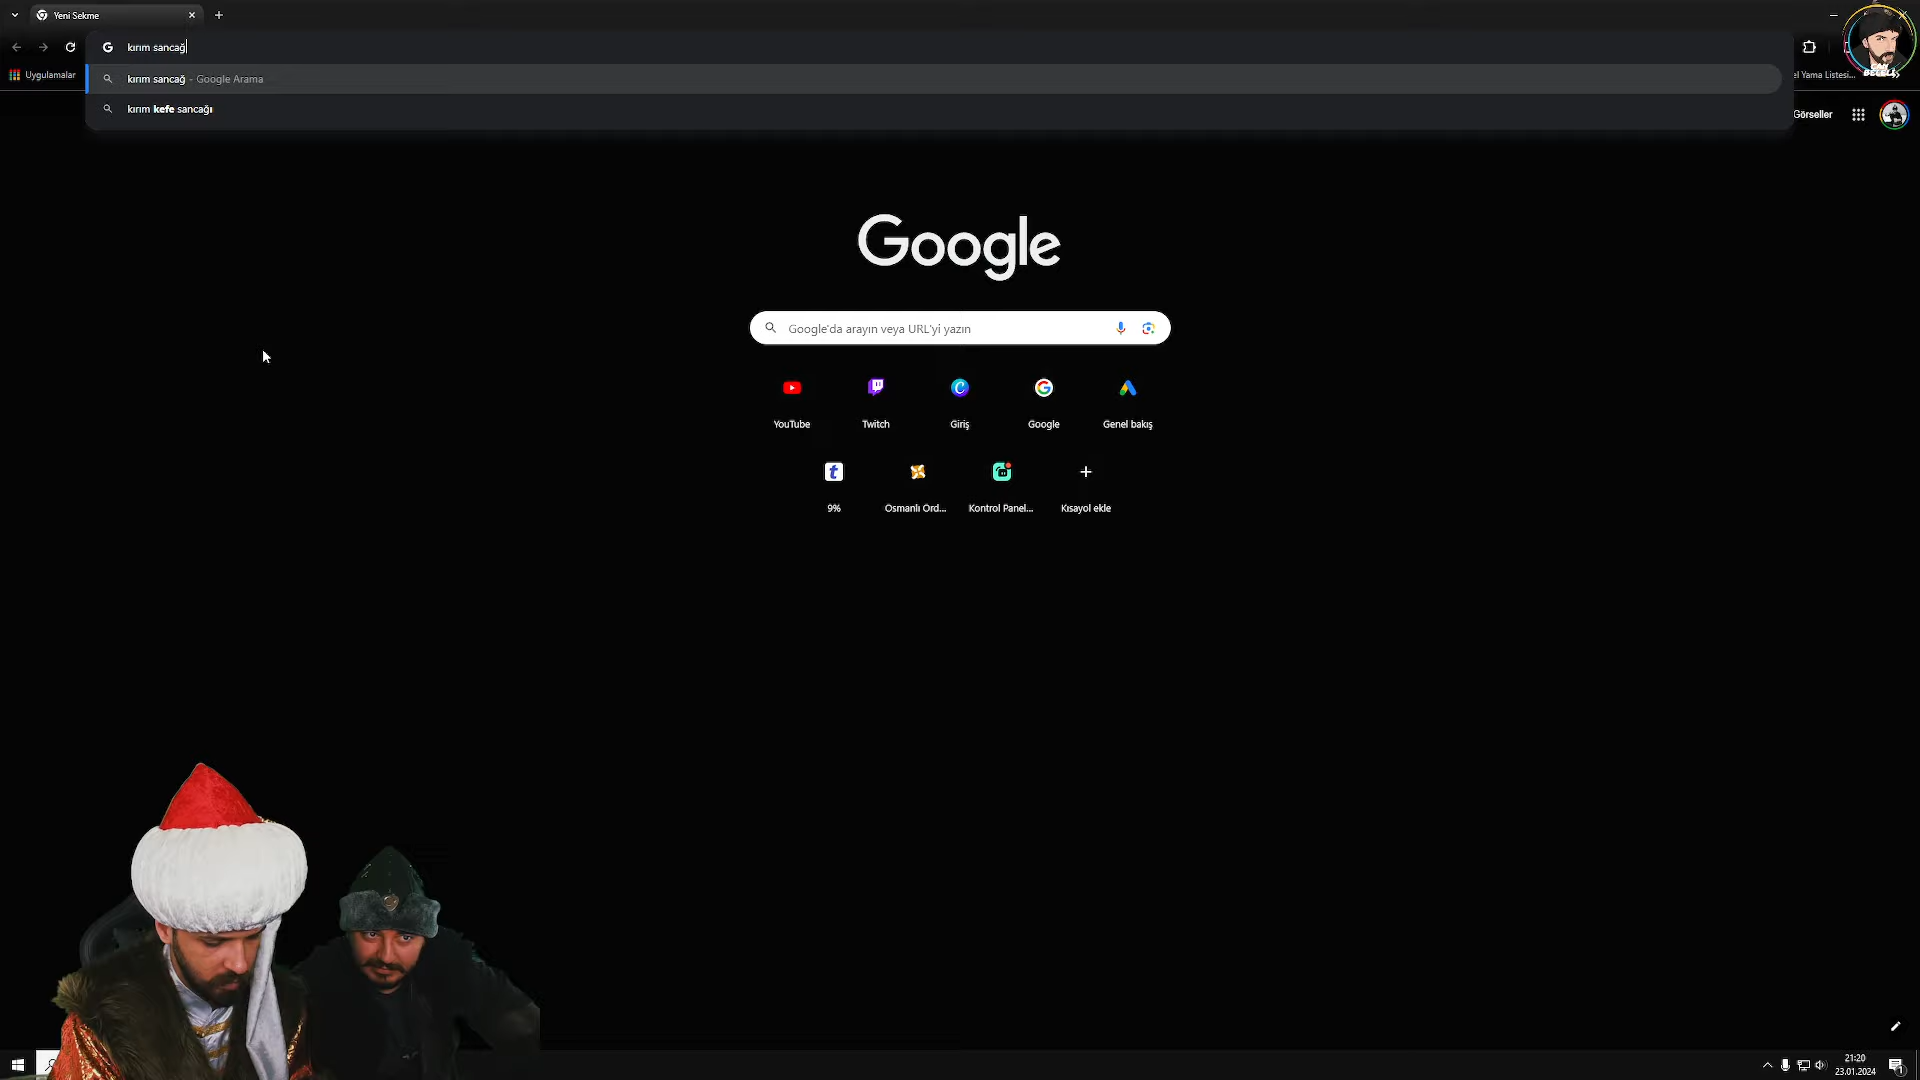 Yeni Sekme
kırım sancağ
Uygulamalar
kırım sancağ - Google Arama
el Yama Listesi...
kırım kefe sancağı
Görseller
Google
Google'da arayın veya URL'yi yazın
YouTube
Twitch
Giriş
Google
Genel bakış
9%
Osmanlı Ord...
Kontrol Panel...
Kısayol ekle
21:20
23.01.2024